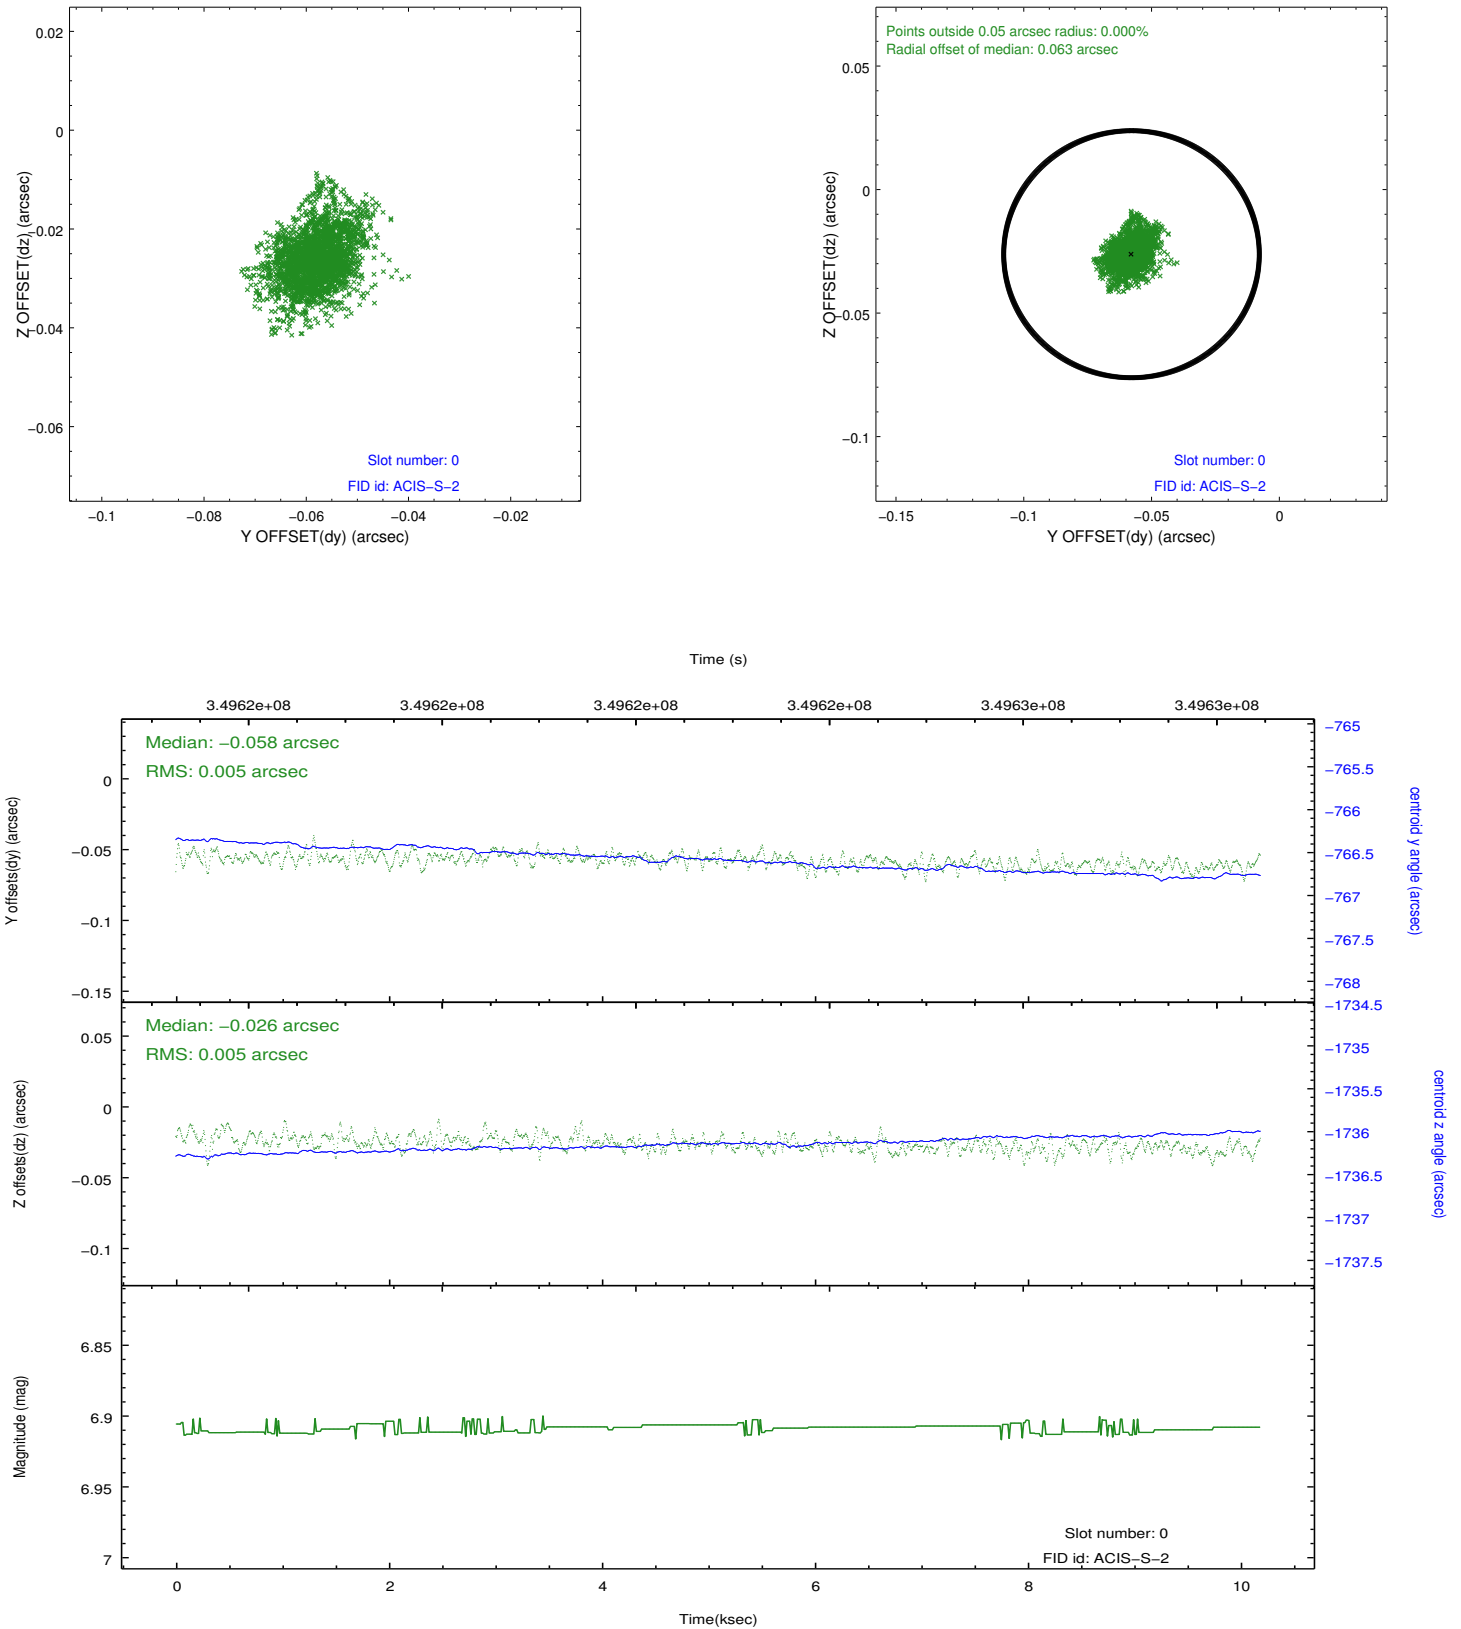 0.02
0
−0.02
−0.04
−0.06
Z OFFSET(dz) (arcsec)
Slot number: 0
FID id: ACIS−S−2
−0.1
−0.08
−0.06
−0.04
−0.02
Y OFFSET(dy) (arcsec)
Points outside 0.05 arcsec radius: 0.000%
Radial offset of median: 0.063 arcsec
0.05
0
−0.05
−0.1
Z OFFSET(dz) (arcsec)
Slot number: 0
FID id: ACIS−S−2
−0.15
−0.1
−0.05
0
Y OFFSET(dy) (arcsec)
Time (s)
3.4962e+08
3.4962e+08
3.4962e+08
3.4962e+08
3.4963e+08
3.4963e+08
Median: −0.058 arcsec
RMS: 0.005 arcsec
0
−0.05
−0.1
−0.15
Y offsets(dy) (arcsec)
−765
−765.5
−766
−766.5
−767
−767.5
−768
centroid y angle (arcsec)
Median: −0.026 arcsec
RMS: 0.005 arcsec
0.05
0
−0.05
−0.1
Z offsets(dz) (arcsec)
−1734.5
−1735
−1735.5
−1736
−1736.5
−1737
−1737.5
centroid z angle (arcsec)
6.85
6.9
6.95
7
Magnitude (mag)
Slot number: 0
FID id: ACIS−S−2
0
2
4
6
8
10
Time(ksec)